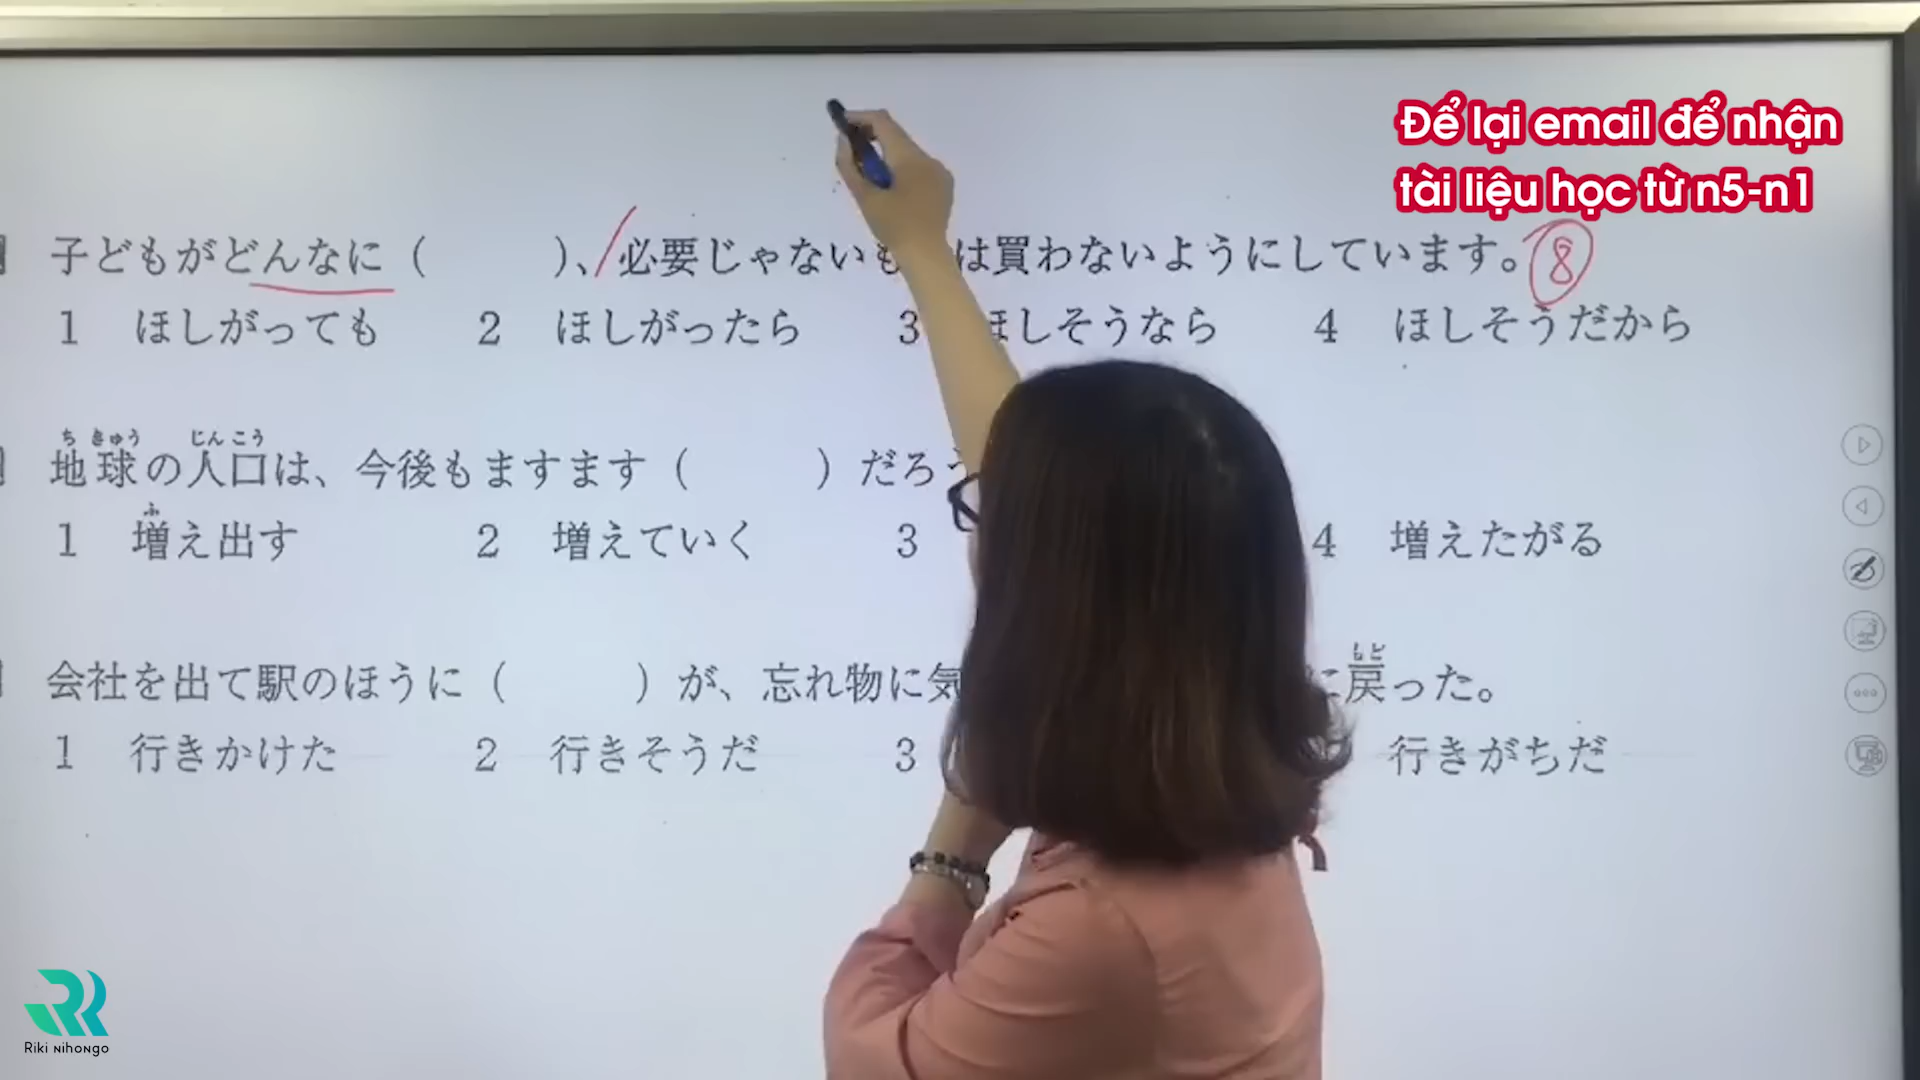 Để lại email để nhận
tài liệu học từ n5-n1
子どもがどんなに（　　　）、必要じゃないも は買わないようにしています。 8
1 ほしがっても 2 ほしがったら 3 ほしそうなら 4 ほしそうだから
ち きゅう じん こう
地球の人口は、今後もますます（　　　）だろう
ふ
1 増え出す 2 増えていく 3 4 増えたがる
もど
会社を出て駅のほうに（　　　）が、忘れ物に気 に戻った。
1 行きかけた 2 行きそうだ 3 行きがちだ
Riki NiHoNGo